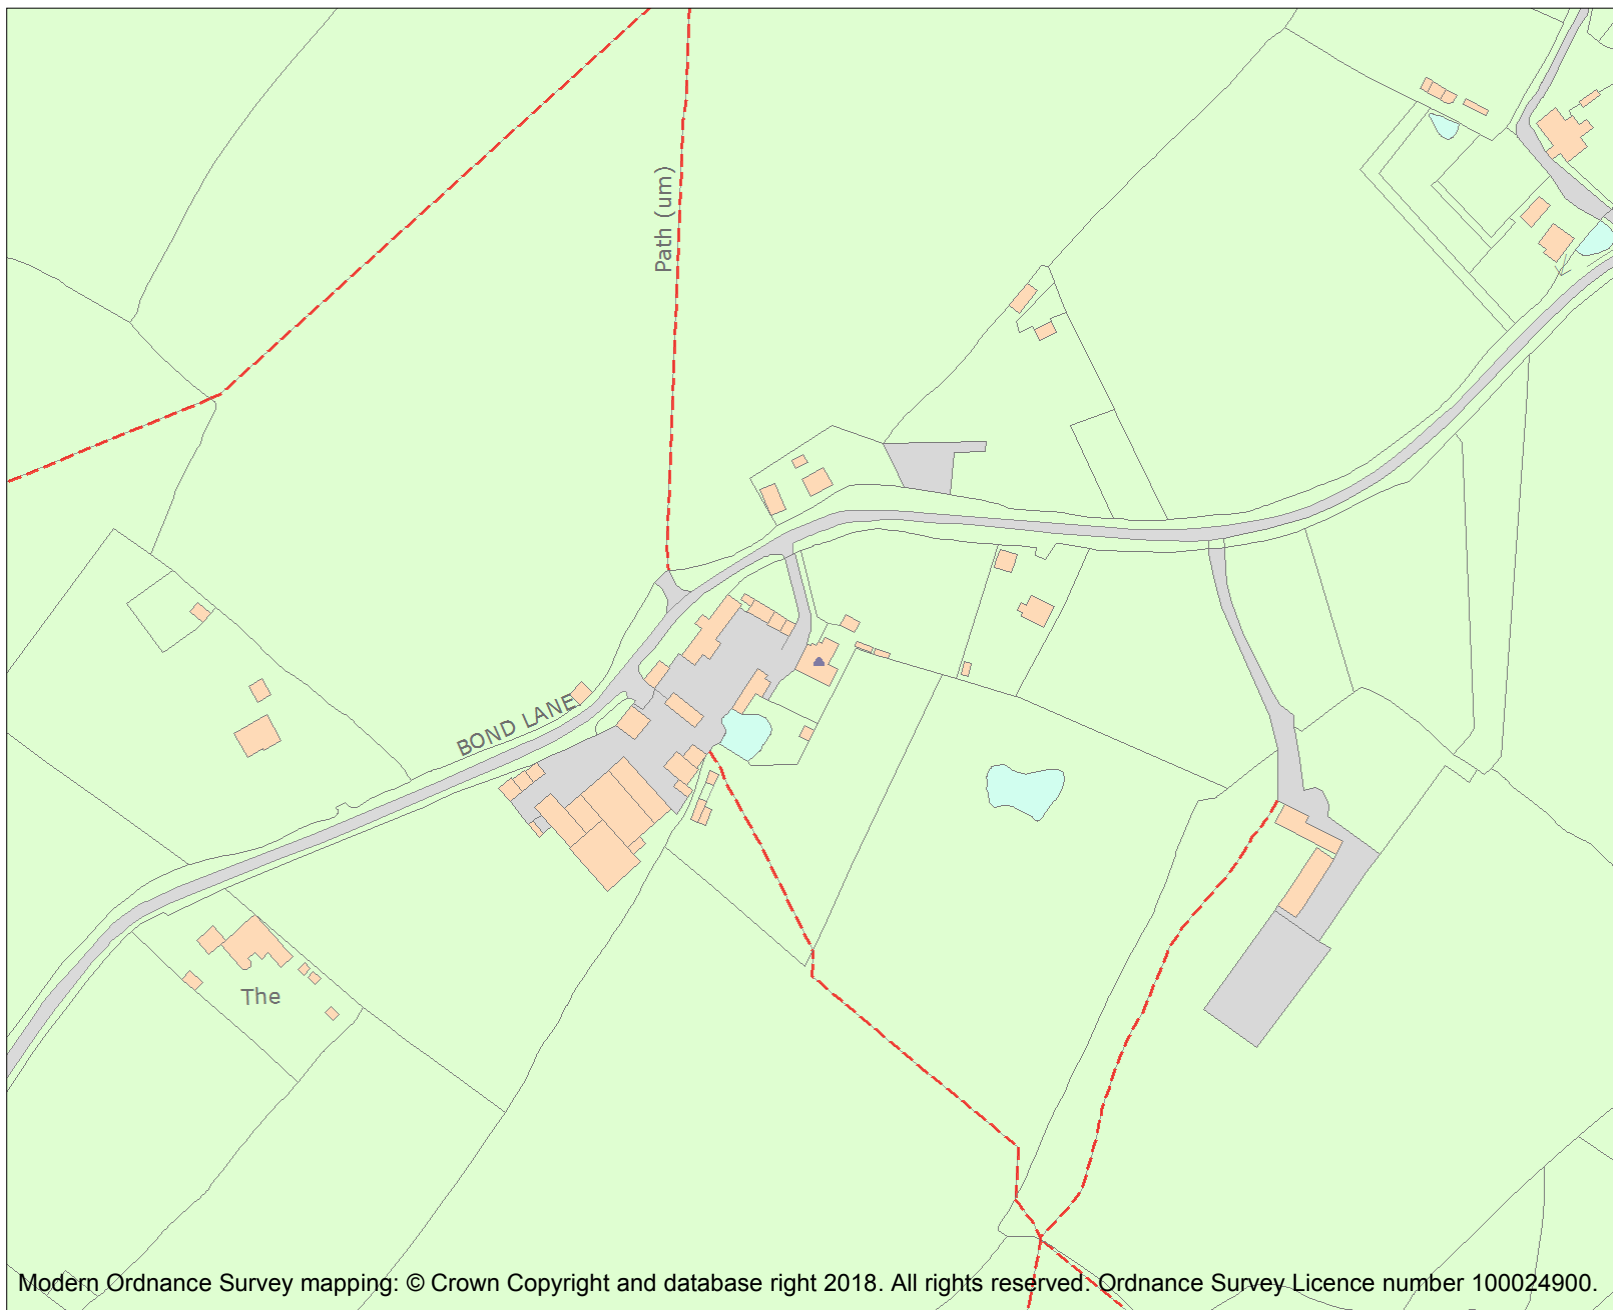 Path (um)
BOND LANE
The
Modern Ordnance Survey mapping: © Crown Copyright and database right 2018. All rights reserved. Ordnance Survey Licence number 100024900.